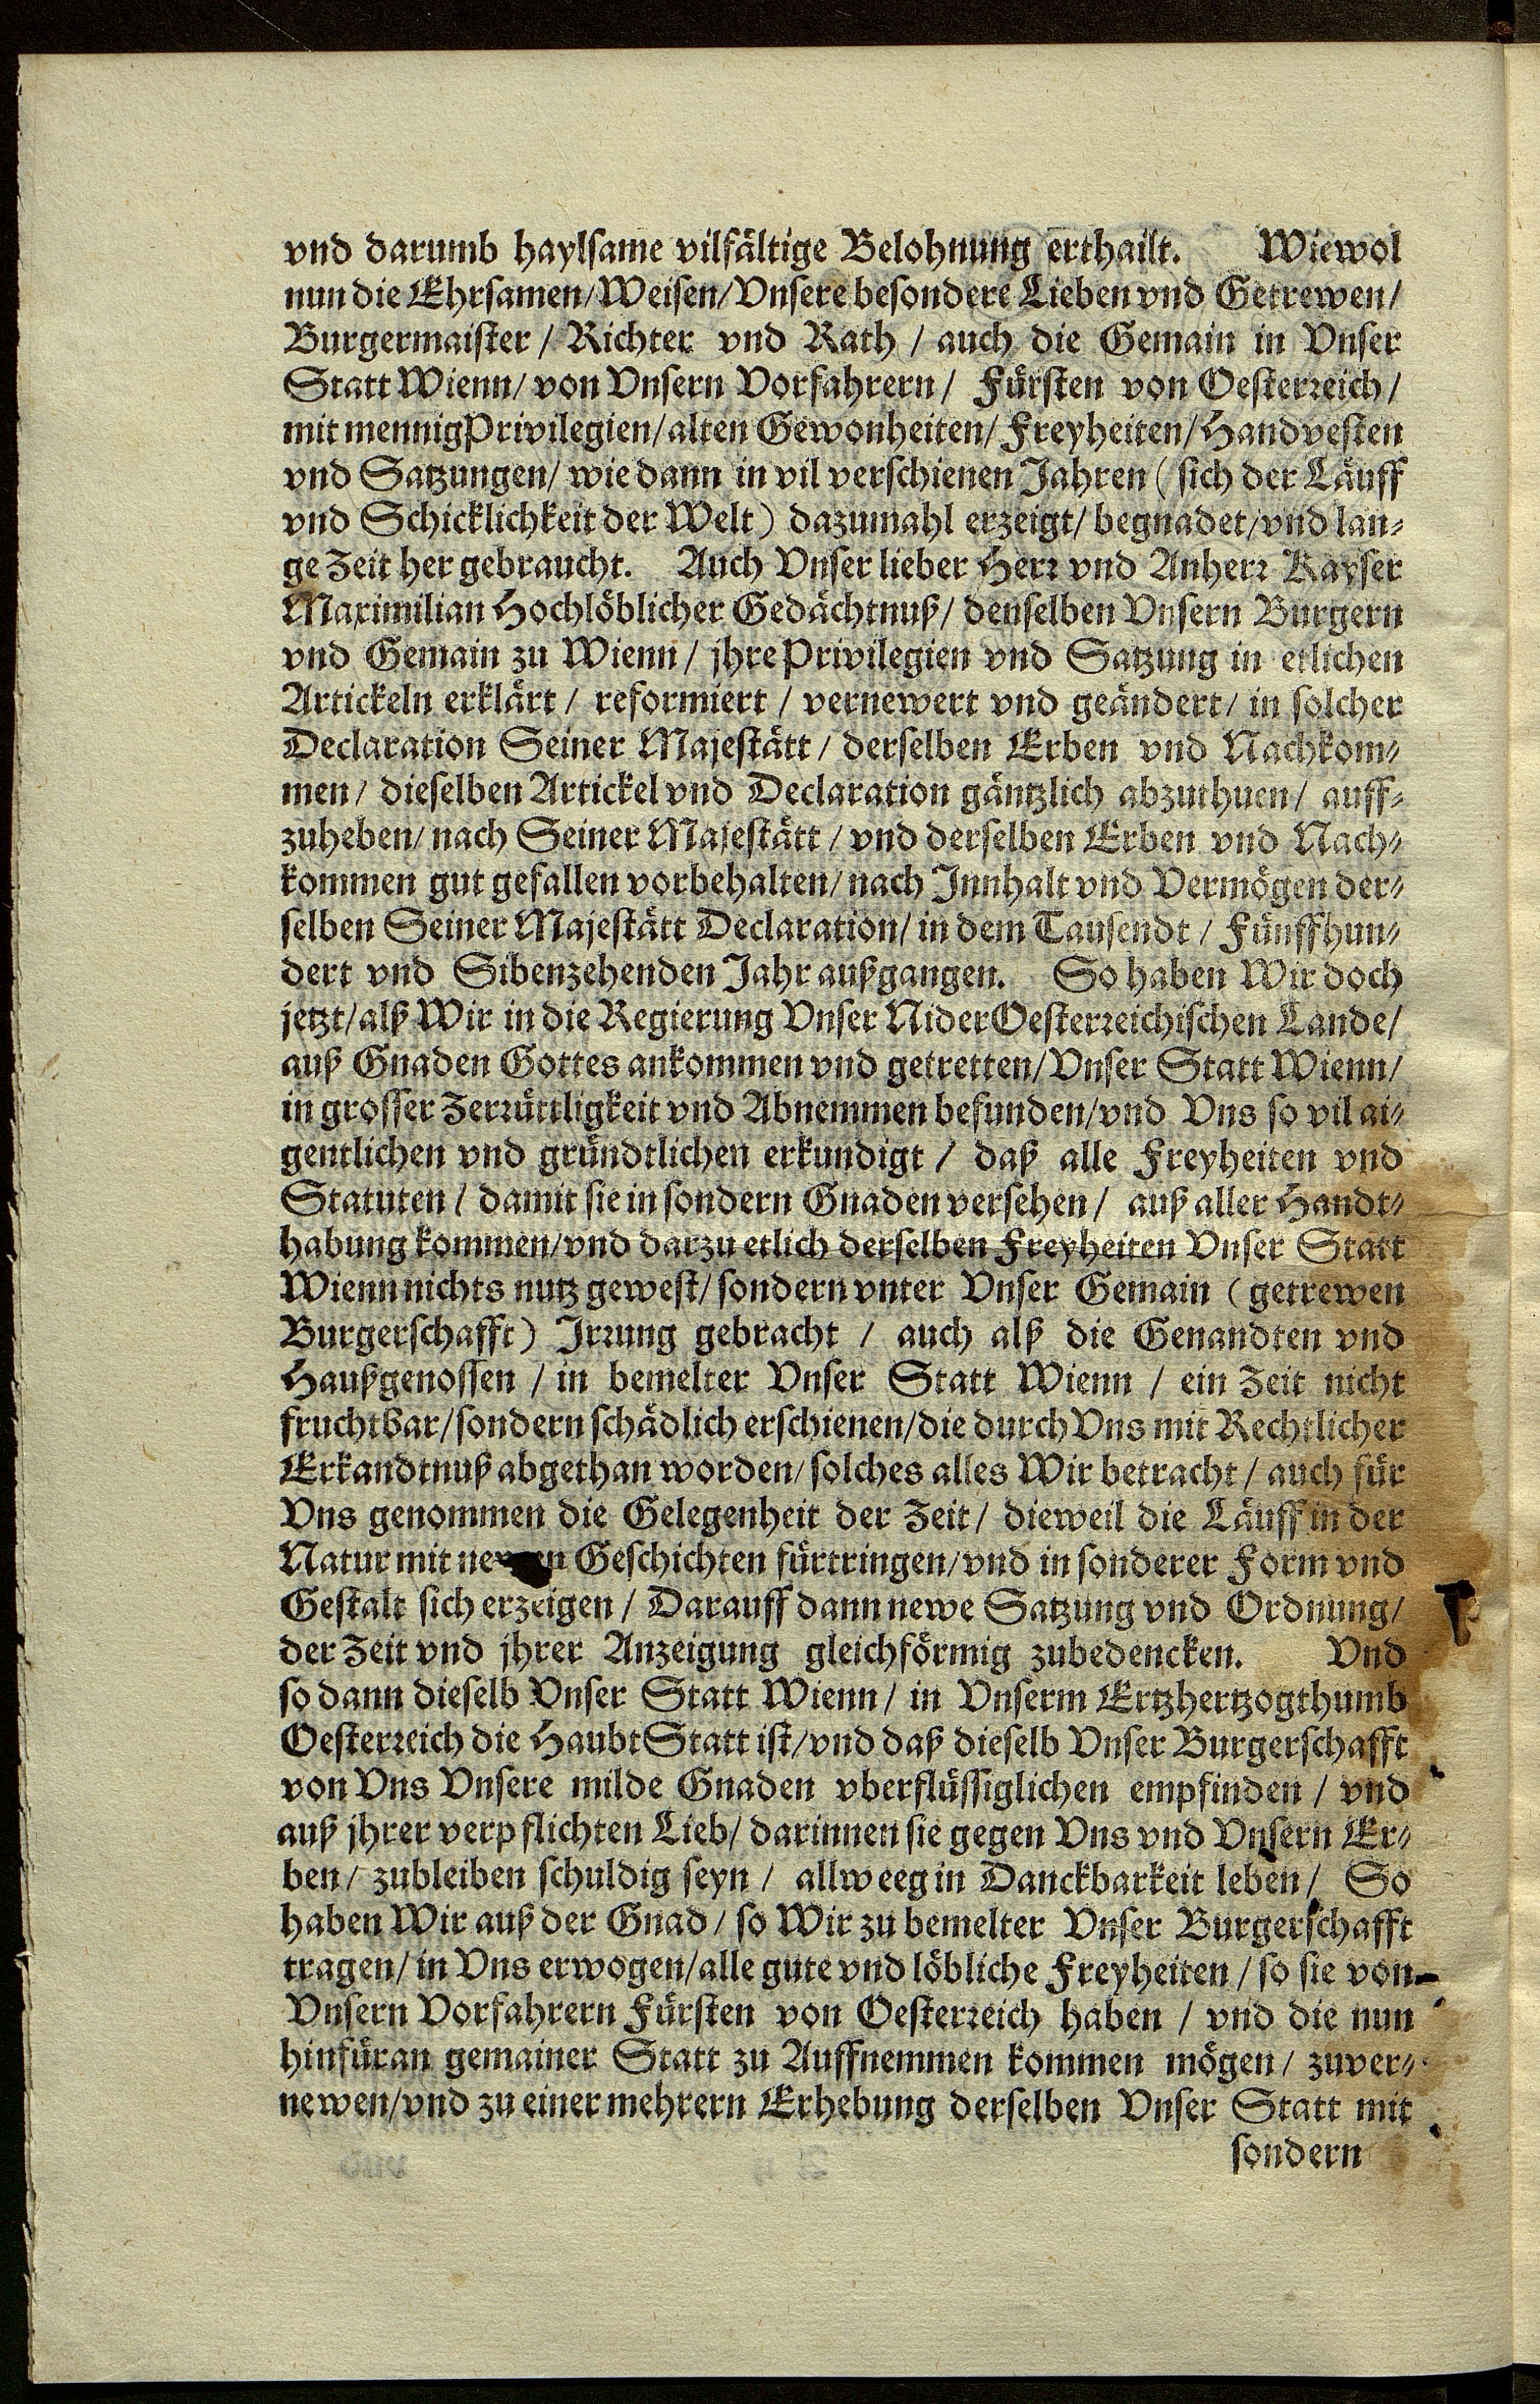 vnd darumb haylsame vilfältige Belohnung erthailt. Wiewol
nun die Ehrsamen/ Weisen/ Vnsere besondere Lieben vnd Getrewen/
Burgermaister / Richter vnd Rath / auch die Gemain in Vnser
Statt Wienn/ von Vnsern Vorfahrern/ Fürsten von Oesterreich/
mit mennig Privilegien/ alten Gewonheiten/ Freyheiten/ Handvesten
vnd Satzungen/ wie dann in vil verschienen Jahren ( sich der Läuff
vnd Schicklichkeit der Welt) dazumahl erzeigt/ begnadet/ vnd lan-
ge Zeit her gebraucht. Auch Vnser lieber Herr vnd Anherr Kayser
Maximilian Hochlöblicher Gedächtnuß/ denselben Vnsern Burgern
vnd Gemain zu Wienn/ jhre Privilegien vnd Satzung in etlichen
Artickeln erklärt / reformiert / vernewert vnd geändert/ in solcher
Declaration Seiner Majestätt / derselben Erben vnd Nachkom-
men/ dieselben Artickel vnd Declaration gäntzlich abzuthuen/ auff-
zuheben/ nach Seiner Majestätt / vnd derselben Erben vnd Nach-
kommen gut gefallen vorbehalten/ nach Innhalt vnd Vermögen der-
selben Seiner Majestätt Declaration/ in dem Tausendt / Fünffhun-
dert vnd Sibenzehenden Jahr außgangen. So haben Wir doch
jetzt/ alß Wir in die Regierung Vnser NiderOesterreichischen Lande/
auß Gnaden Gottes ankommen vnd getretten/ Vnser Statt Wienn/
in grosser Zerrüttligkeit vnd Abnemmen befunden/ vnd Vns so vil ai-
gentlichen vnd gründtlichen erkundigt / daß alle Freyheiten vnd
Statuten / damit sie in sondern Gnaden versehen/ auß aller Handt-
habung kommen/ vnd darzu etlich derselben Freyheiten Vnser Statt
Wienn nichts nutz gewest/ sondern vnter Vnser Gemain ( getrewen
Burgerschafft) Irrung gebracht / auch alß die Genandten vnd
Haußgenossen / in bemelter Vnser Statt Wienn / ein Zeit nicht
fruchtbar/ sondern schädlich erschienen/ die durch Vns mit Rechtlicher
Erkandtnuß abgethan worden/ solches alles Wir betracht / auch für
Vns genommen die Gelegenheit der Zeit/ dieweil die Läuff in der
Natur mit Geschichten fürtringen/ vnd in sonderer Form vnd
Gestalt sich erzeigen / Darauff dann newe Satzung vnd Ordnung/
der Zeit vnd jhrer Anzeigung gleichförmig zubedencken. Vnd
so dann dieselb Vnser Statt Wienn / in Vnserm Ertzhertzogthumb
Oesterreich die HaubtStatt ist/ vnd daß dieselb Vnser Burgerschafft
von Vns Vnsere milde Gnaden vberflüssiglichen empfinden / vnd
auß jhrer verpflichten Lieb/ darinnen sie gegen Vns vnd Vnsern Er-
ben/ zubleiben schuldig seyn / allweeg in Danckbarkeit leben/ So
haben Wir auß der Gnad / so Wir zu bemelter Vnser Burgerschafft
tragen/ in Vns erwogen/ alle gute vnd löbliche Freyheiten / so sie von
Vnsern Vorfahrern Fürsten von Oesterreich haben / vnd die nun
hinfüran gemainer Statt zu Auffnemmen kommen mögen / zuver-
newen/ vnd zu einer mehrern Erhebung derselben Vnser Statt mit
sondern